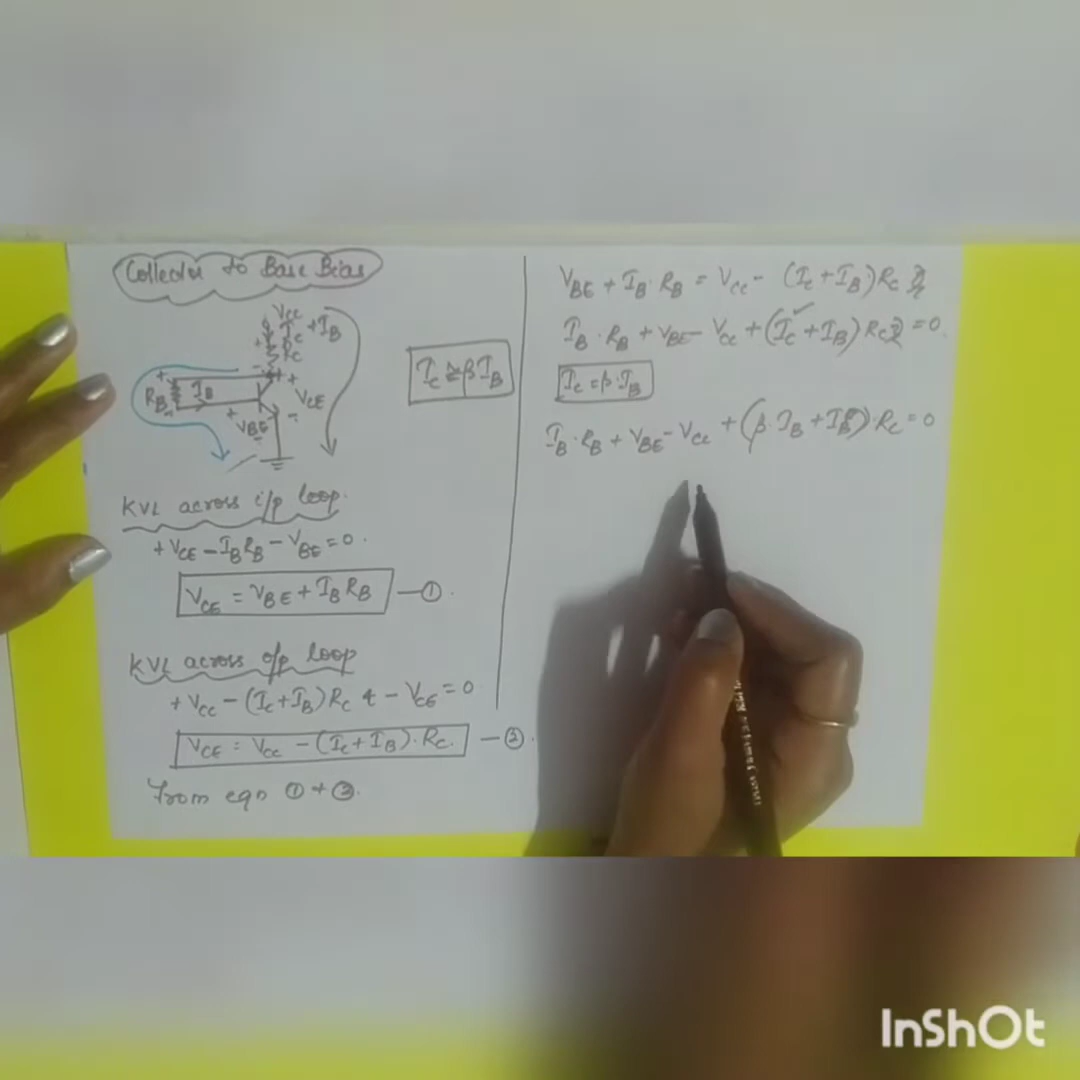 Collector to Base Bias
VCC
IC + IB
+
RC
+
RB IB
+
VCE
-
+
VBE
-
-
IC ≅ β IB
KVL across i/p loop.
+ VCE - IB RB - VBE = 0.
VCE = VBE + IB RB — ①.
KVL across o/p loop
+ VCC - (IC + IB) RC - VCE = 0
VCE = VCC - (IC + IB) · RC. — ②.
From eqn ① + ②.
VBE + IB · RB = VCC - (IC + IB) RC
IB · RB + VBE - VCC + (IC + IB) RC = 0.
IC = β · IB
IB · RB + VBE - VCC + (β · IB + IB) · RC = 0
InShOt